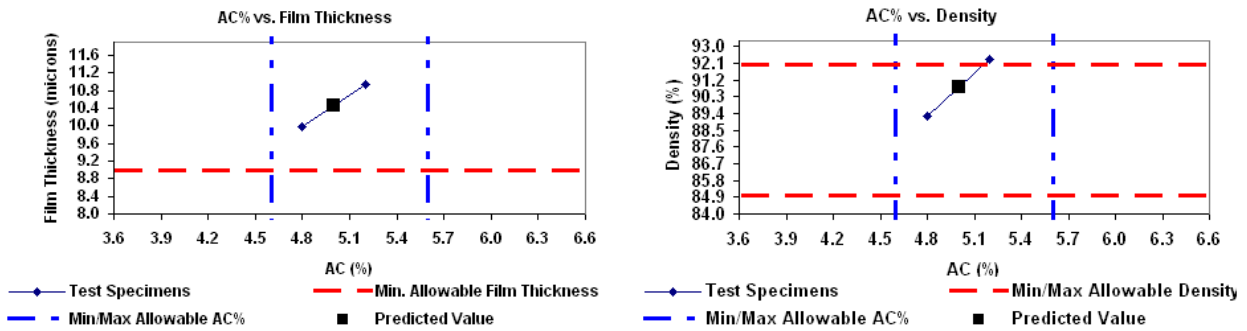 AC% vs. Film Thickness
Film Thickness (microns)
11.6
11.2
10.8
10.4
10.0
9.6
9.2
8.8
8.4
8.0
3.6 3.9 4.2 4.5 4.8 5.1 5.4 5.7 6.0 6.3 6.6
AC (%)
Test Specimens
Min. Allowable Film Thickness
Min/Max Allowable AC%
Predicted Value
AC% vs. Density
Density (%)
93.0
92.1
91.2
90.3
89.4
88.5
87.6
86.7
85.8
84.9
84.0
3.6 3.9 4.2 4.5 4.8 5.1 5.4 5.7 6.0 6.3 6.6
AC (%)
Test Specimens
Min/Max Allowable Density
Min/Max Allowable AC%
Predicted Value